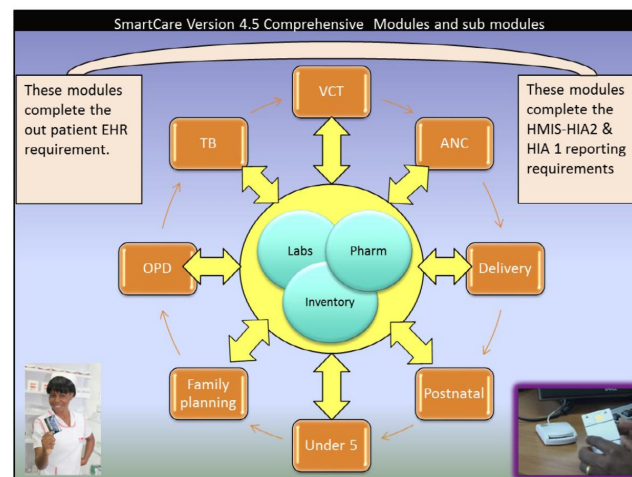 SmartCare Version 4.5 Comprehensive Modules and sub modules
These modules
complete the
out patient EHR
requirement.
These modules
complete the
HMIS-HIA2 &
HIA 1 reporting
requirements
VCT
TB
ANC
Labs
Pharm
Inventory
OPD
Delivery
Family
planning
Postnatal
Under 5